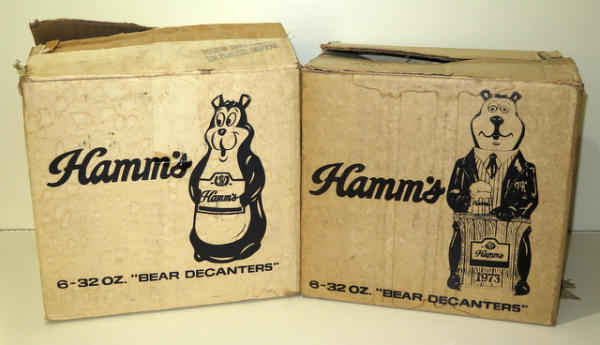 Hamm's
Hamm's
6-32 OZ. "BEAR DECANTERS"
Hamm's
Hamm's
1973
6-32 OZ. "BEAR DECANTERS"